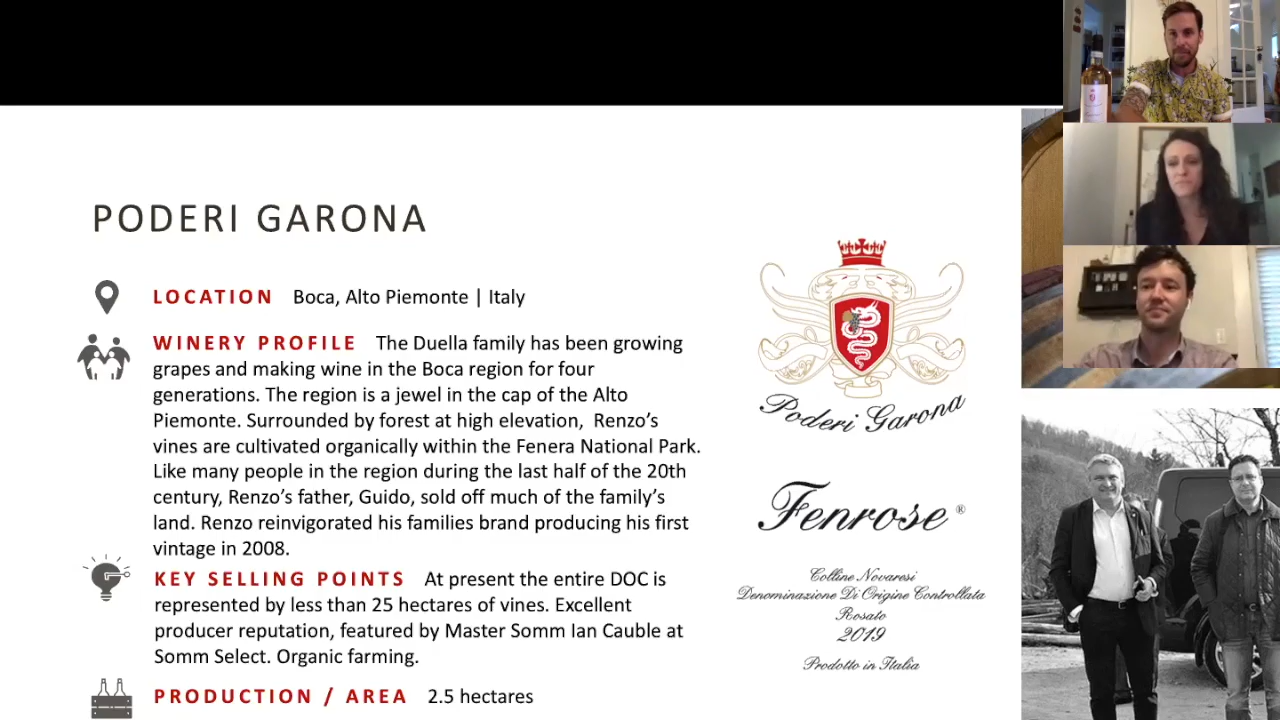 PODERI GARONA
LOCATION Boca, Alto Piemonte | Italy
WINERY PROFILE The Duella family has been growing
grapes and making wine in the Boca region for four
generations. The region is a jewel in the cap of the Alto
Piemonte. Surrounded by forest at high elevation, Renzo’s
vines are cultivated organically within the Fenera National Park.
Like many people in the region during the last half of the 20th
century, Renzo’s father, Guido, sold off much of the family’s
land. Renzo reinvigorated his families brand producing his first
vintage in 2008.
KEY SELLING POINTS At present the entire DOC is
represented by less than 25 hectares of vines. Excellent
producer reputation, featured by Master Somm Ian Cauble at
Somm Select. Organic farming.
PRODUCTION / AREA 2.5 hectares
Poderi Garona
Fenrose ®
Colline Novaresi
Denominazione Di Origine Controllata
Rosato
2019
Prodotto in Italia